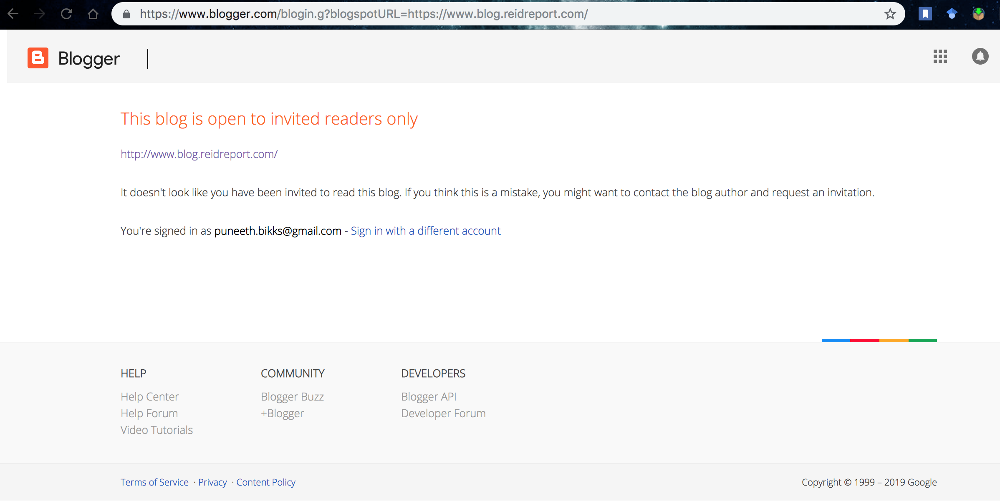 https://www.blogger.com/blogin.g?blogspotURL=https://www.blog.reidreport.com/
Blogger
This blog is open to invited readers only
http://www.blog.reidreport.com/
It doesn't look like you have been invited to read this blog. If you think this is a mistake, you might want to contact the blog author and request an invitation.
You're signed in as puneeth.bikks@gmail.com - Sign in with a different account
HELP
Help Center
Help Forum
Video Tutorials
COMMUNITY
Blogger Buzz
+Blogger
DEVELOPERS
Blogger API
Developer Forum
Terms of Service · Privacy · Content Policy
Copyright © 1999 – 2019 Google